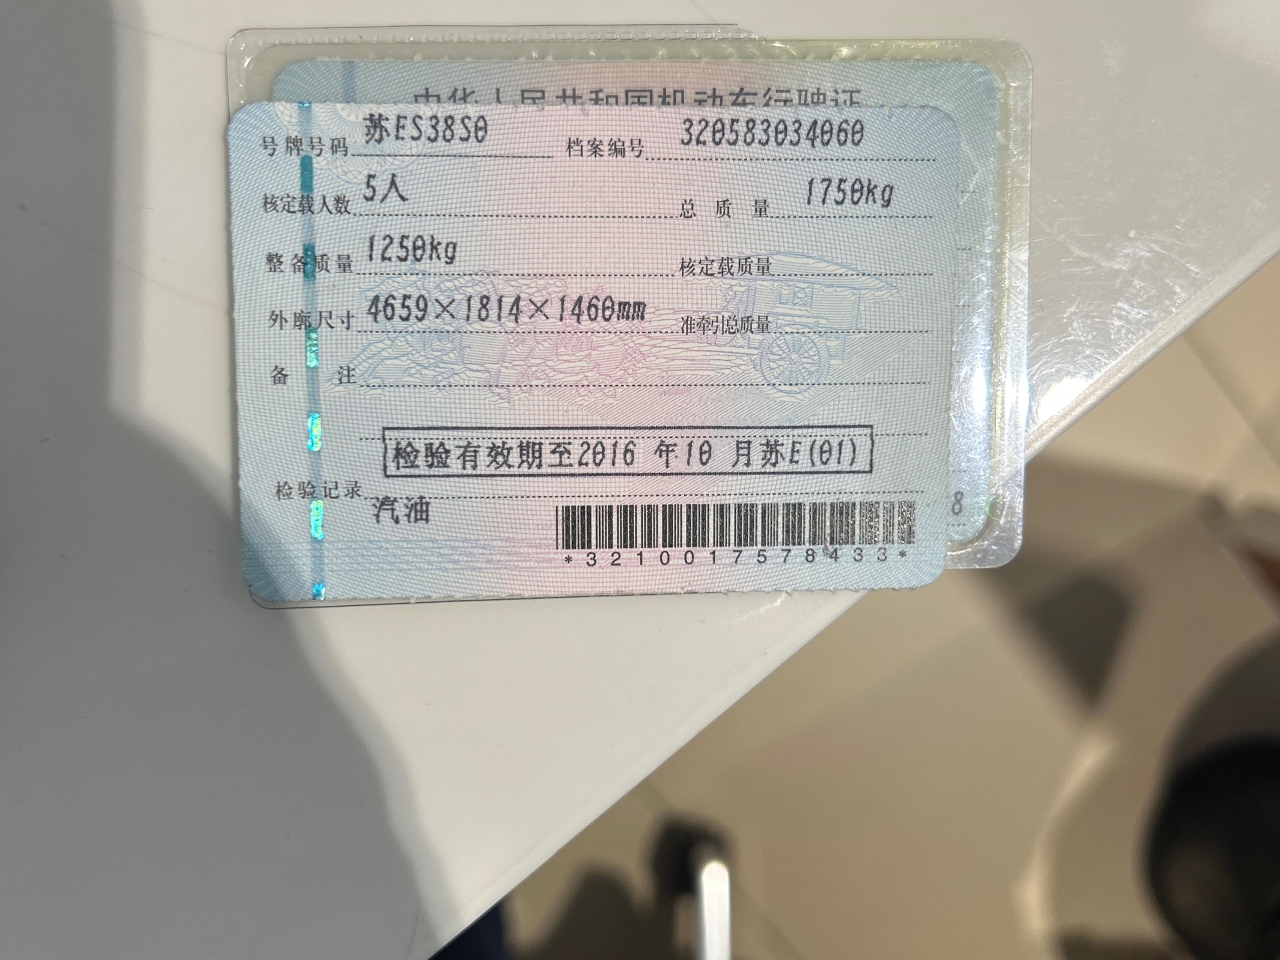 中华人民共和国机动车行驶证
号牌号码 苏ES38S0 档案编号 320583034060
核定载人数 5人 总质量 1750kg
整备质量 1250kg 核定载质量
外廓尺寸 4659×1814×1460mm 准牵引总质量
备注
检验有效期至2016 年10 月苏E(01)
检验记录
汽油
*3210017578433*
8